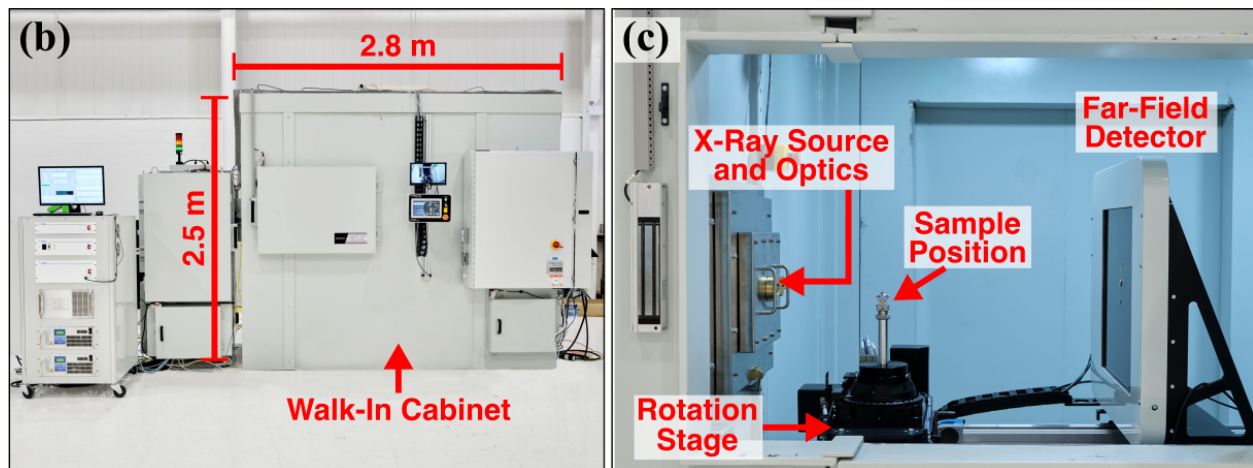 (b)
2.8 m
2.5 m
Walk-In Cabinet
(c)
X-Ray Source
and Optics
Far-Field
Detector
Sample
Position
Rotation
Stage